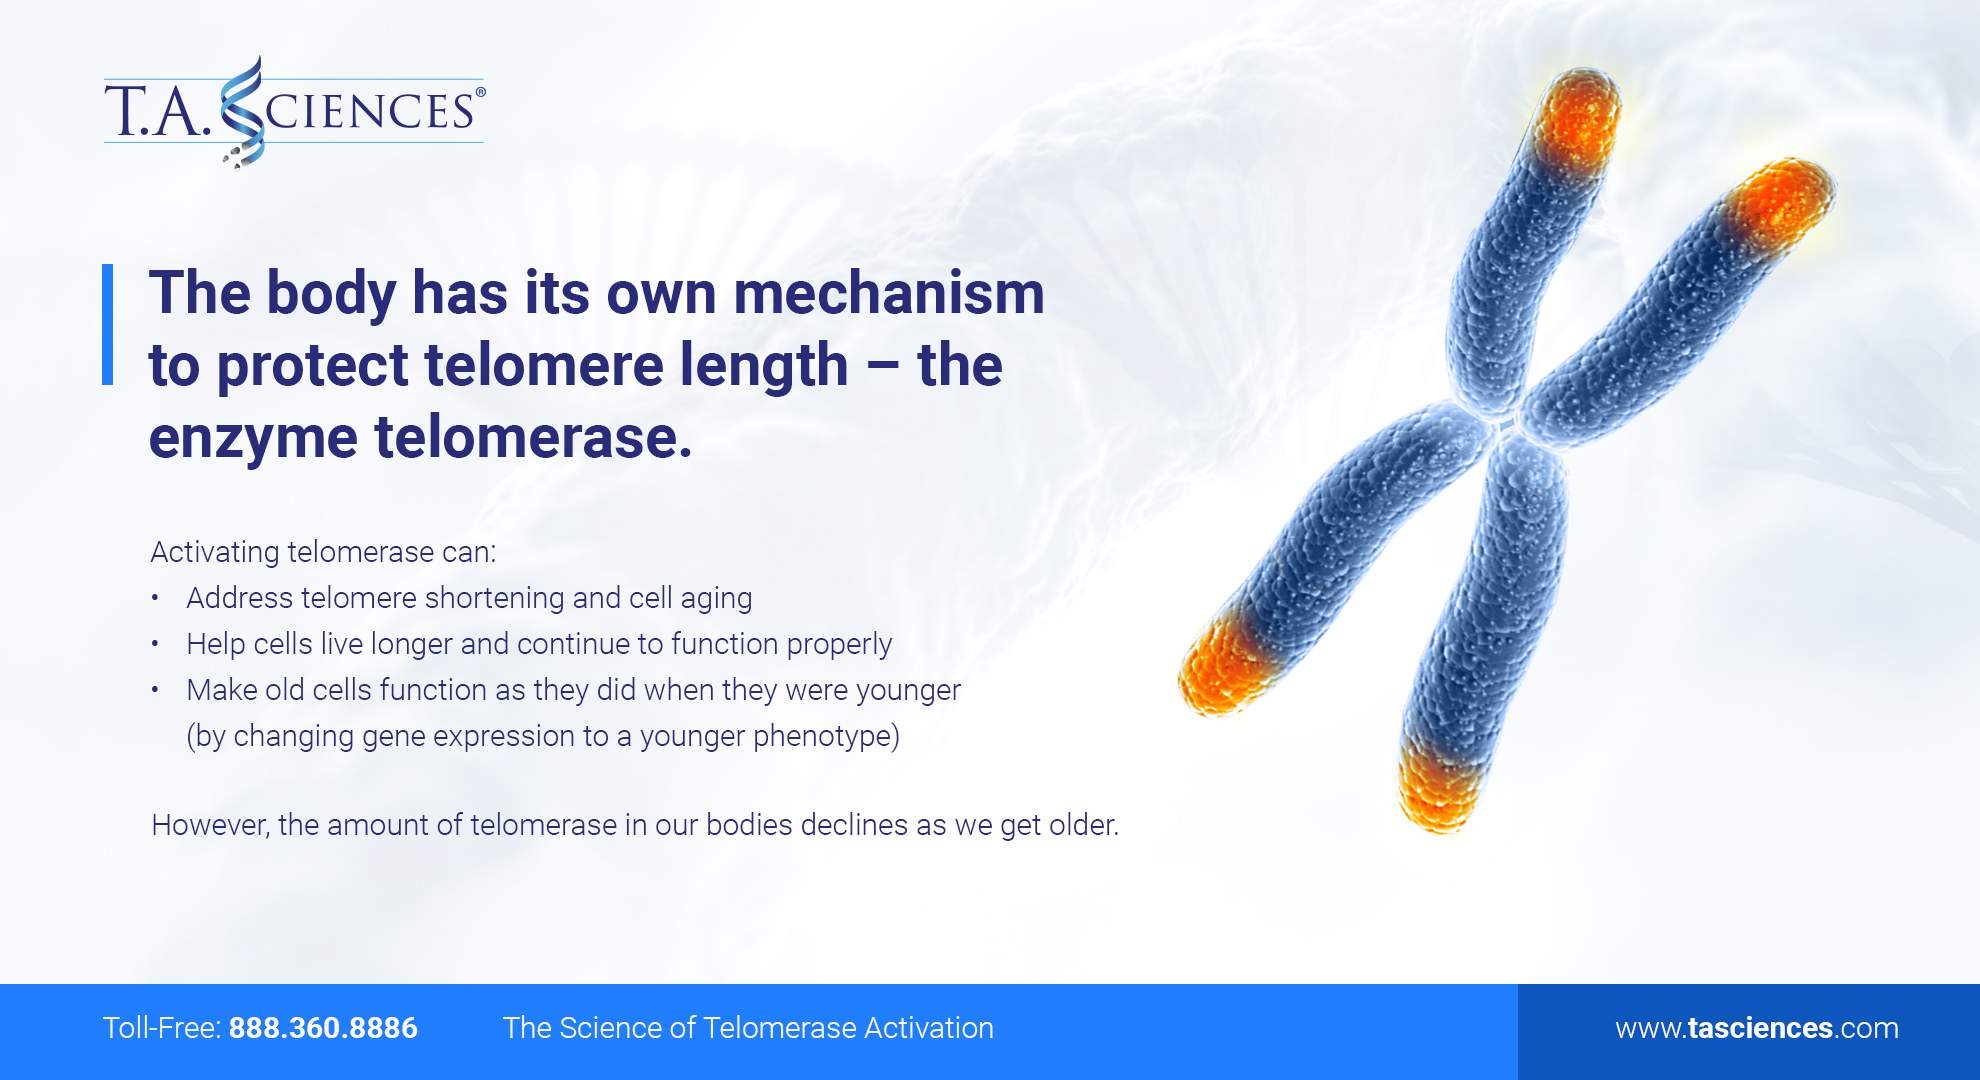 T.A. SCIENCES®
The body has its own mechanism
to protect telomere length – the
enzyme telomerase.
Activating telomerase can:
• Address telomere shortening and cell aging
• Help cells live longer and continue to function properly
• Make old cells function as they did when they were younger
(by changing gene expression to a younger phenotype)
However, the amount of telomerase in our bodies declines as we get older.
Toll-Free: 888.360.8886
The Science of Telomerase Activation
www.tasciences.com